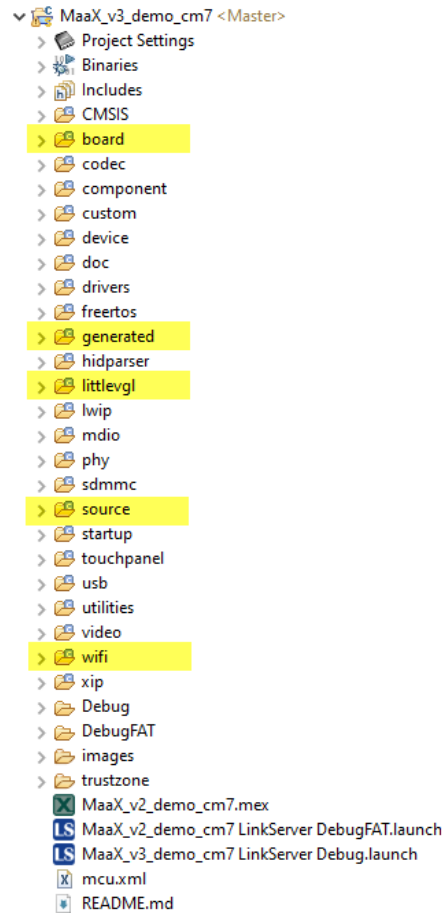 MaaX_v3_demo_cm7 <Master>
Project Settings
Binaries
Includes
CMSIS
board
codec
component
custom
device
doc
drivers
freertos
generated
hidparser
littlevgl
lwip
mdio
phy
sdmmc
source
startup
touchpanel
usb
utilities
video
wifi
xip
Debug
DebugFAT
images
trustzone
MaaX_v2_demo_cm7.mex
MaaX_v2_demo_cm7 LinkServer DebugFAT.launch
MaaX_v3_demo_cm7 LinkServer Debug.launch
mcu.xml
README.md